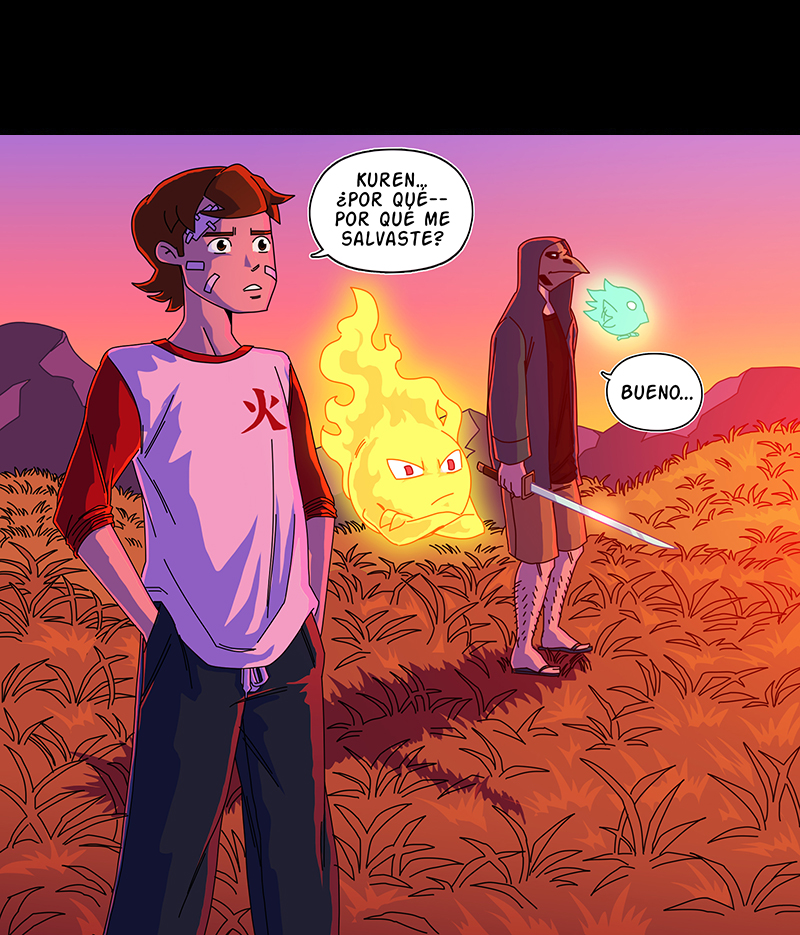 KUREN...
¿POR QUÉ--
POR QUÉ ME
SALVASTE?
BUENO...
火